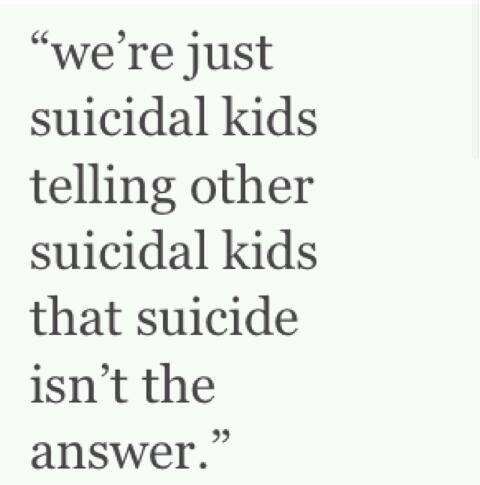 “we’re just
suicidal kids
telling other
suicidal kids
that suicide
isn’t the
answer.”